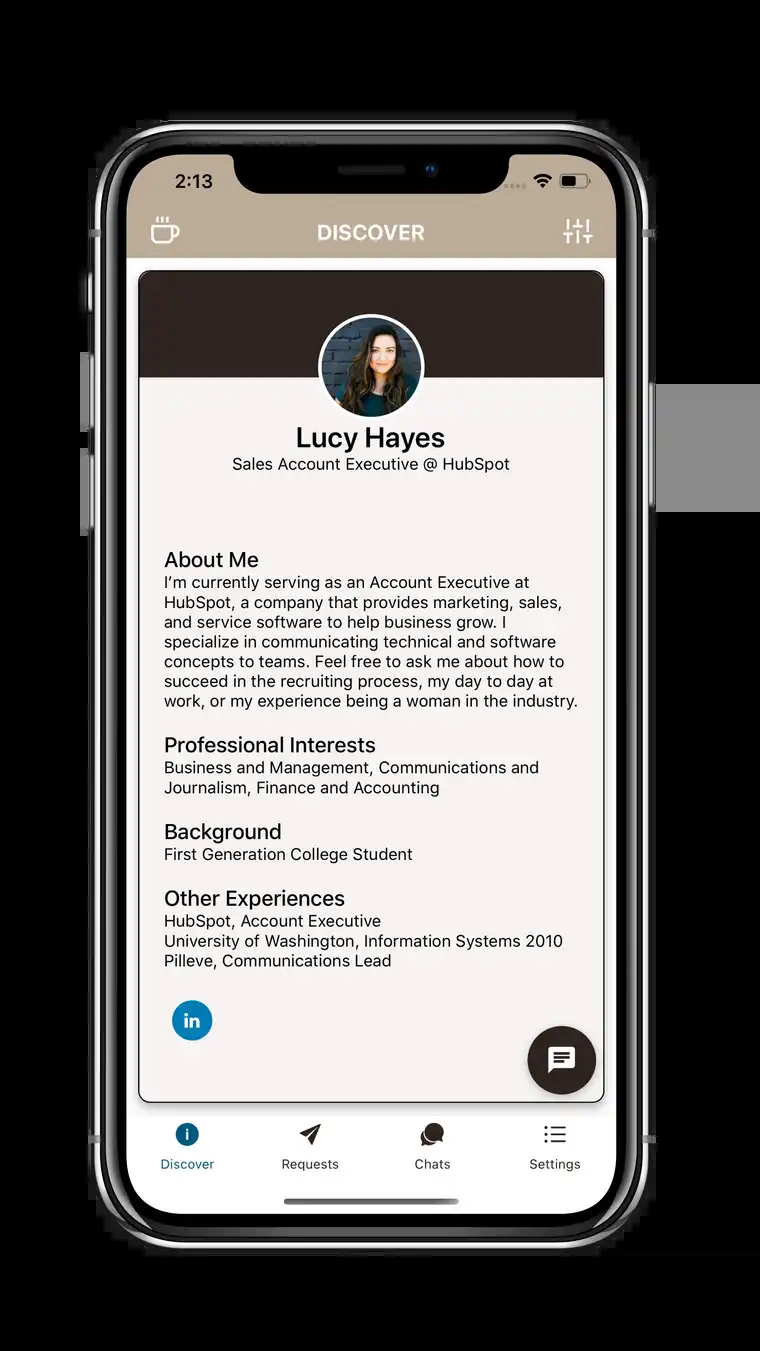 2:13
DISCOVER
Lucy Hayes
Sales Account Executive @ HubSpot
About Me
I'm currently serving as an Account Executive at
HubSpot, a company that provides marketing, sales,
and service software to help business grow. I
specialize in communicating technical and software
concepts to teams. Feel free to ask me about how to
succeed in the recruiting process, my day to day at
work, or my experience being a woman in the industry.
Professional Interests
Business and Management, Communications and
Journalism, Finance and Accounting
Background
First Generation College Student
Other Experiences
HubSpot, Account Executive
University of Washington, Information Systems 2010
Pilleve, Communications Lead
in
Discover
Requests
Chats
Settings